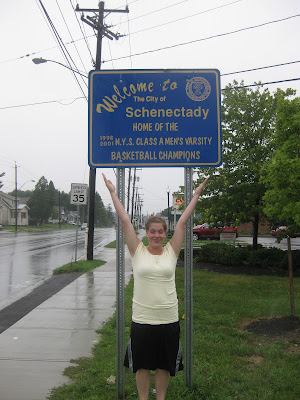 Welcome to
The City of
Schenectady
HOME OF THE
1998
2001 N.Y.S. CLASS A MEN'S VARSITY
BASKETBALL CHAMPIONS
SPEED
LIMIT
35